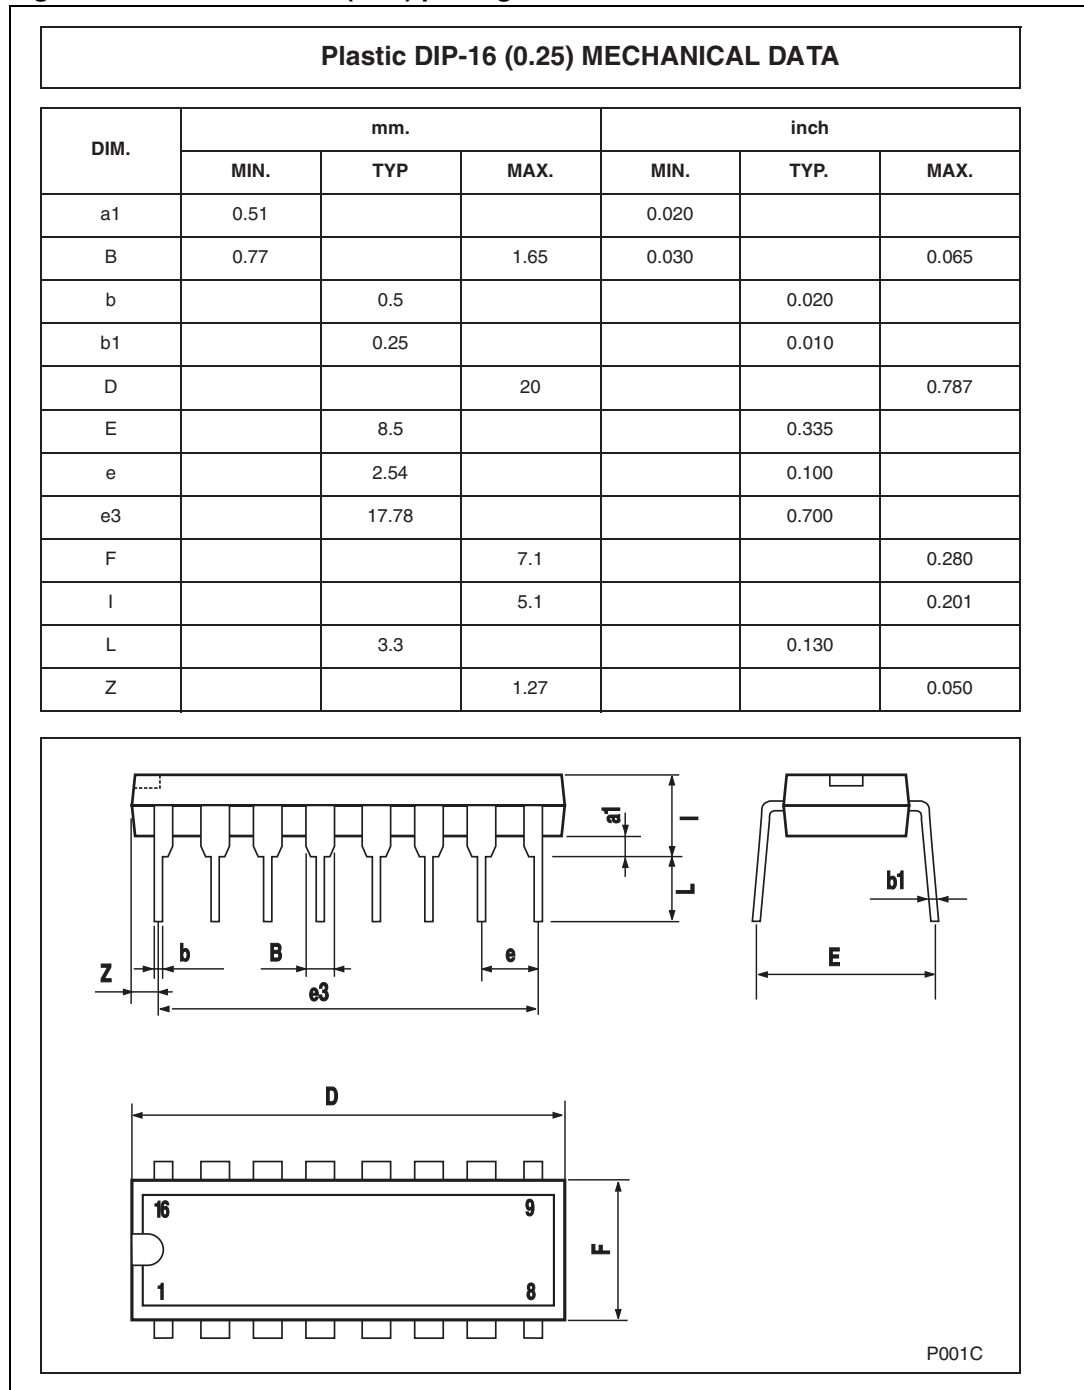 Plastic DIP-16 (0.25) MECHANICAL DATA
DIM. mm. inch
MIN. TYP MAX. MIN. TYP. MAX.
a1 0.51 0.020
B 0.77 1.65 0.030 0.065
b 0.5 0.020
b1 0.25 0.010
D 20 0.787
E 8.5 0.335
e 2.54 0.100
e3 17.78 0.700
F 7.1 0.280
I 5.1 0.201
L 3.3 0.130
Z 1.27 0.050
a1 I
L
b1
Z b B e E
e3
D
16 9
F
1 8
P001C